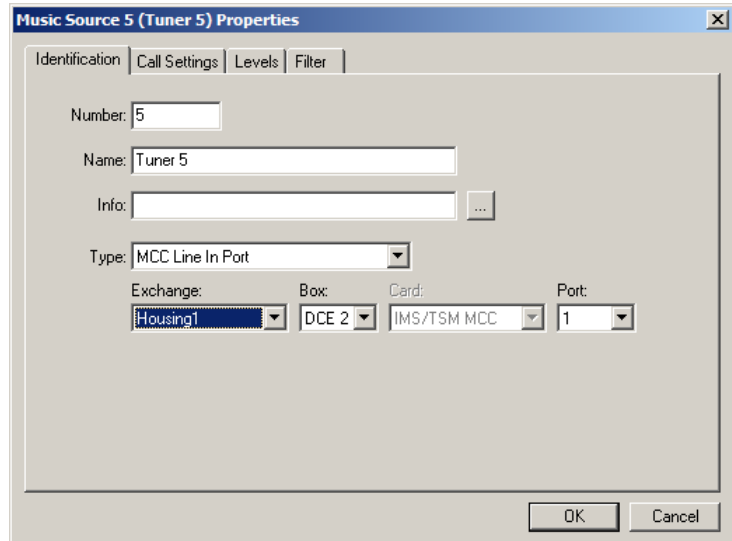 Music Source 5 (Tuner 5) Properties
Identification Call Settings Levels Filter
Number: 5
Name: Tuner 5
Info: ...
Type: MCC Line In Port
Exchange: Box: Card: Port:
Housing1 DCE 2 IMS/TSM MCC 1
OK Cancel